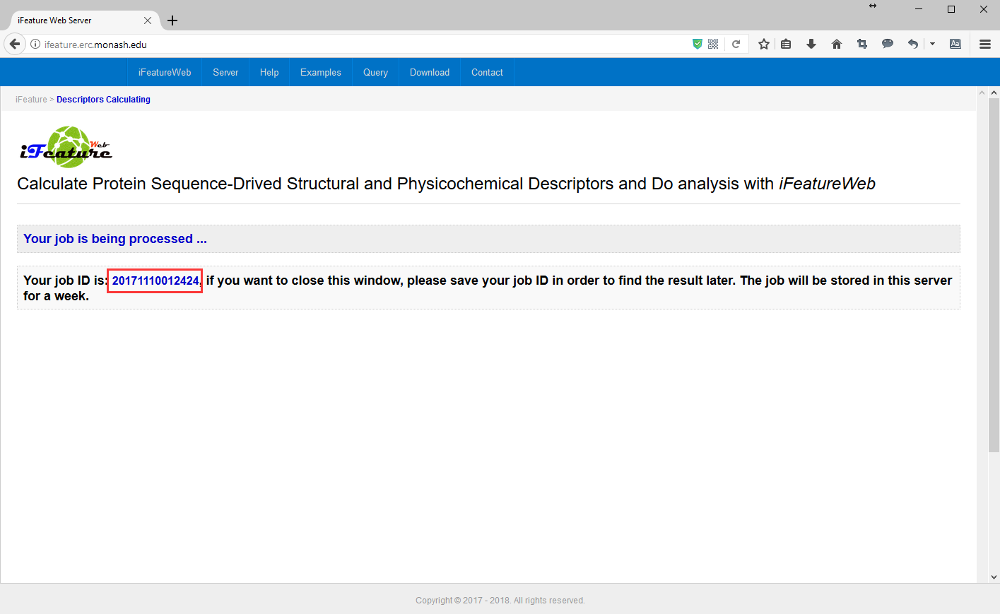 iFeature Web Server
ifeature.erc.monash.edu
Aa
iFeatureWeb Server Help Examples Query Download Contact
iFeature > Descriptors Calculating
iFeature Web
Calculate Protein Sequence-Drived Structural and Physicochemical Descriptors and Do analysis with iFeatureWeb
Your job is being processed ...
Your job ID is: 20171110012424, if you want to close this window, please save your job ID in order to find the result later. The job will be stored in this server
for a week.
Copyright © 2017 - 2018. All rights reserved.